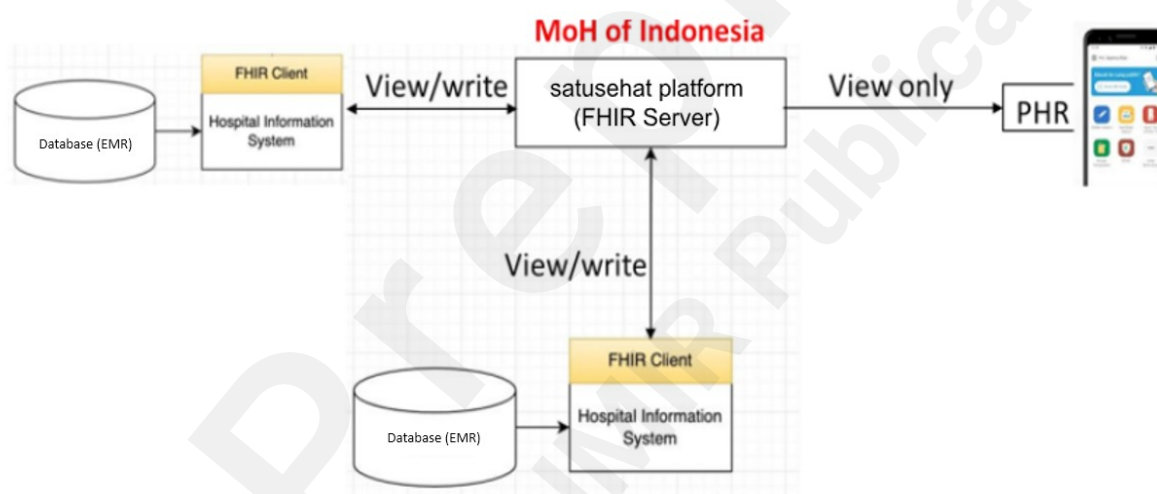 MoH of Indonesia
FHIR Client
Hospital Information
System
Database (EMR)
View/write
satusehat platform
(FHIR Server)
View only
PHR
View/write
FHIR Client
Hospital Information
System
Database (EMR)